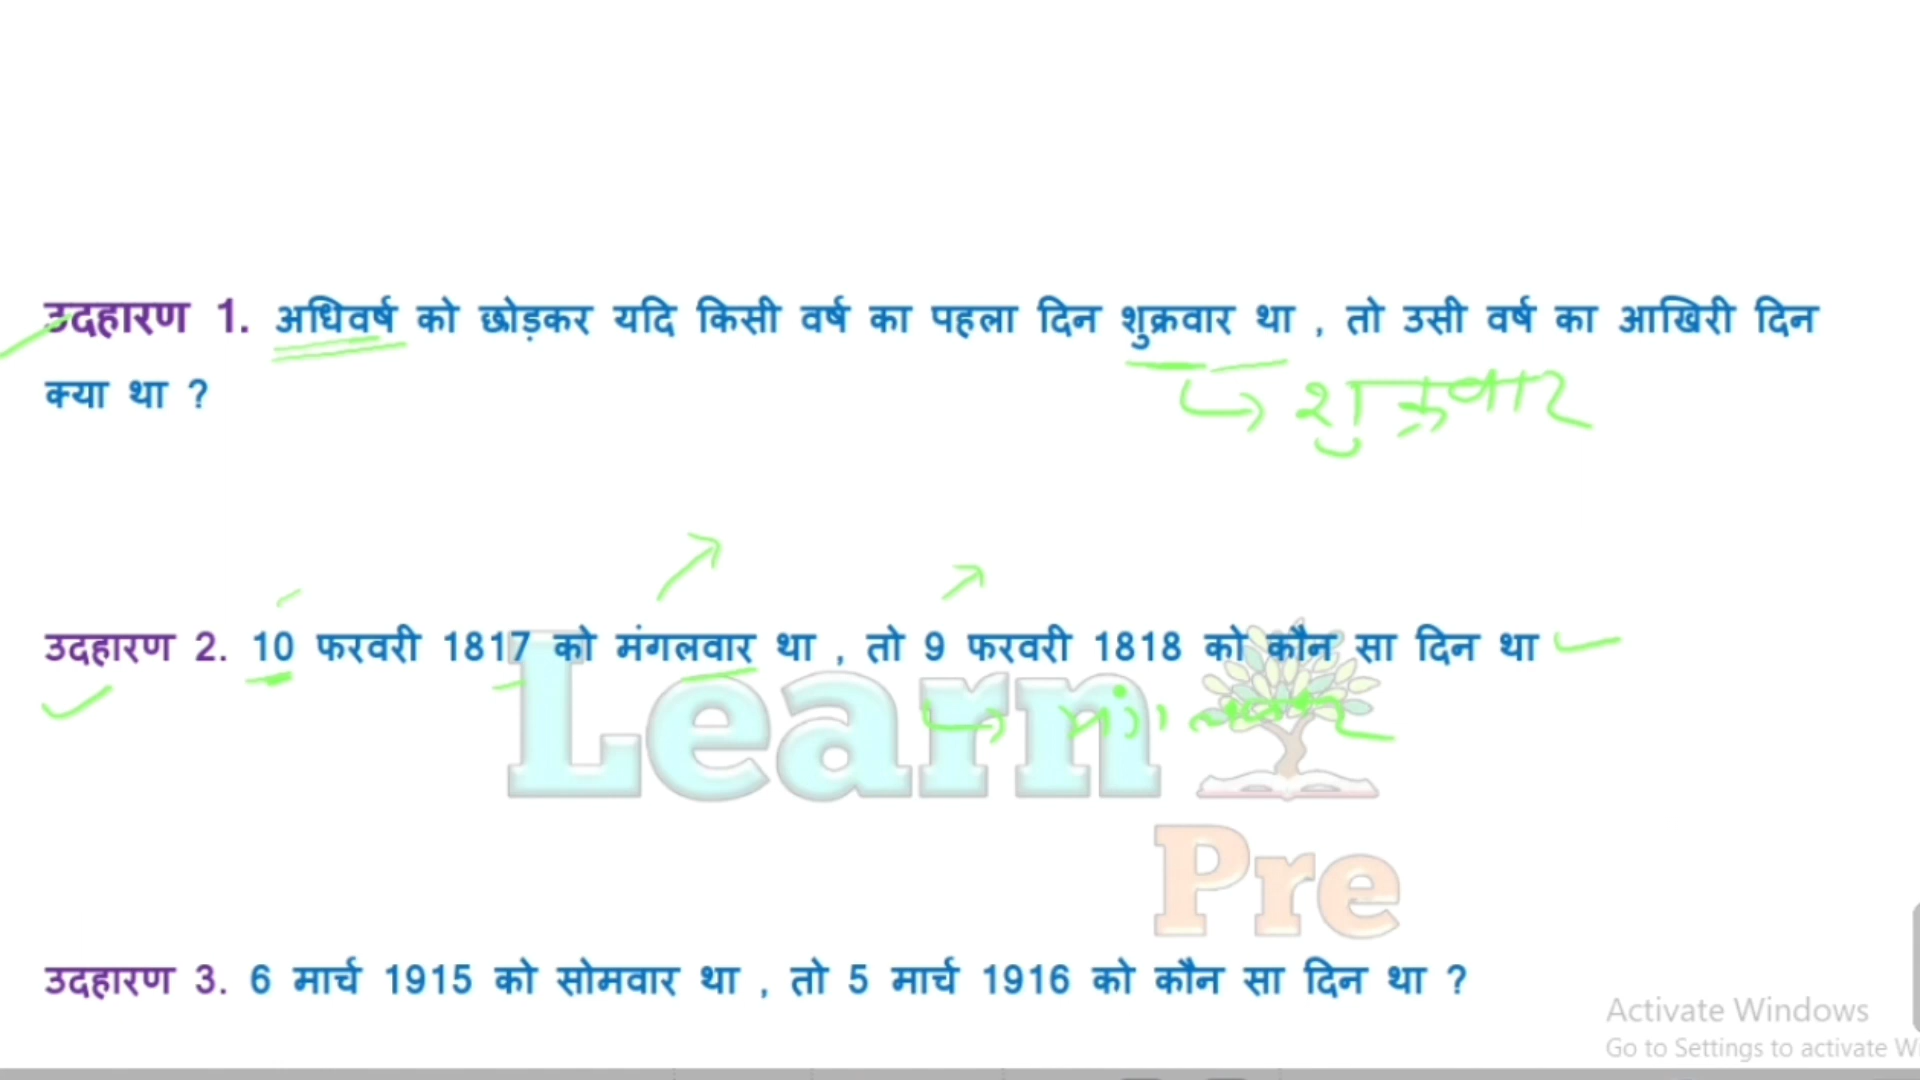 उदहारण 1. अधिवर्ष को छोड़कर यदि किसी वर्ष का पहला दिन शुक्रवार था , तो उसी वर्ष का आखिरी दिन
क्या था ?
शुक्रवार
उदहारण 2. 10 फरवरी 1817 को मंगलवार था , तो 9 फरवरी 1818 को कौन सा दिन था
मंगलवार
Learn
Pre
उदहारण 3. 6 मार्च 1915 को सोमवार था , तो 5 मार्च 1916 को कौन सा दिन था ?
Activate Windows
Go to Settings to activate